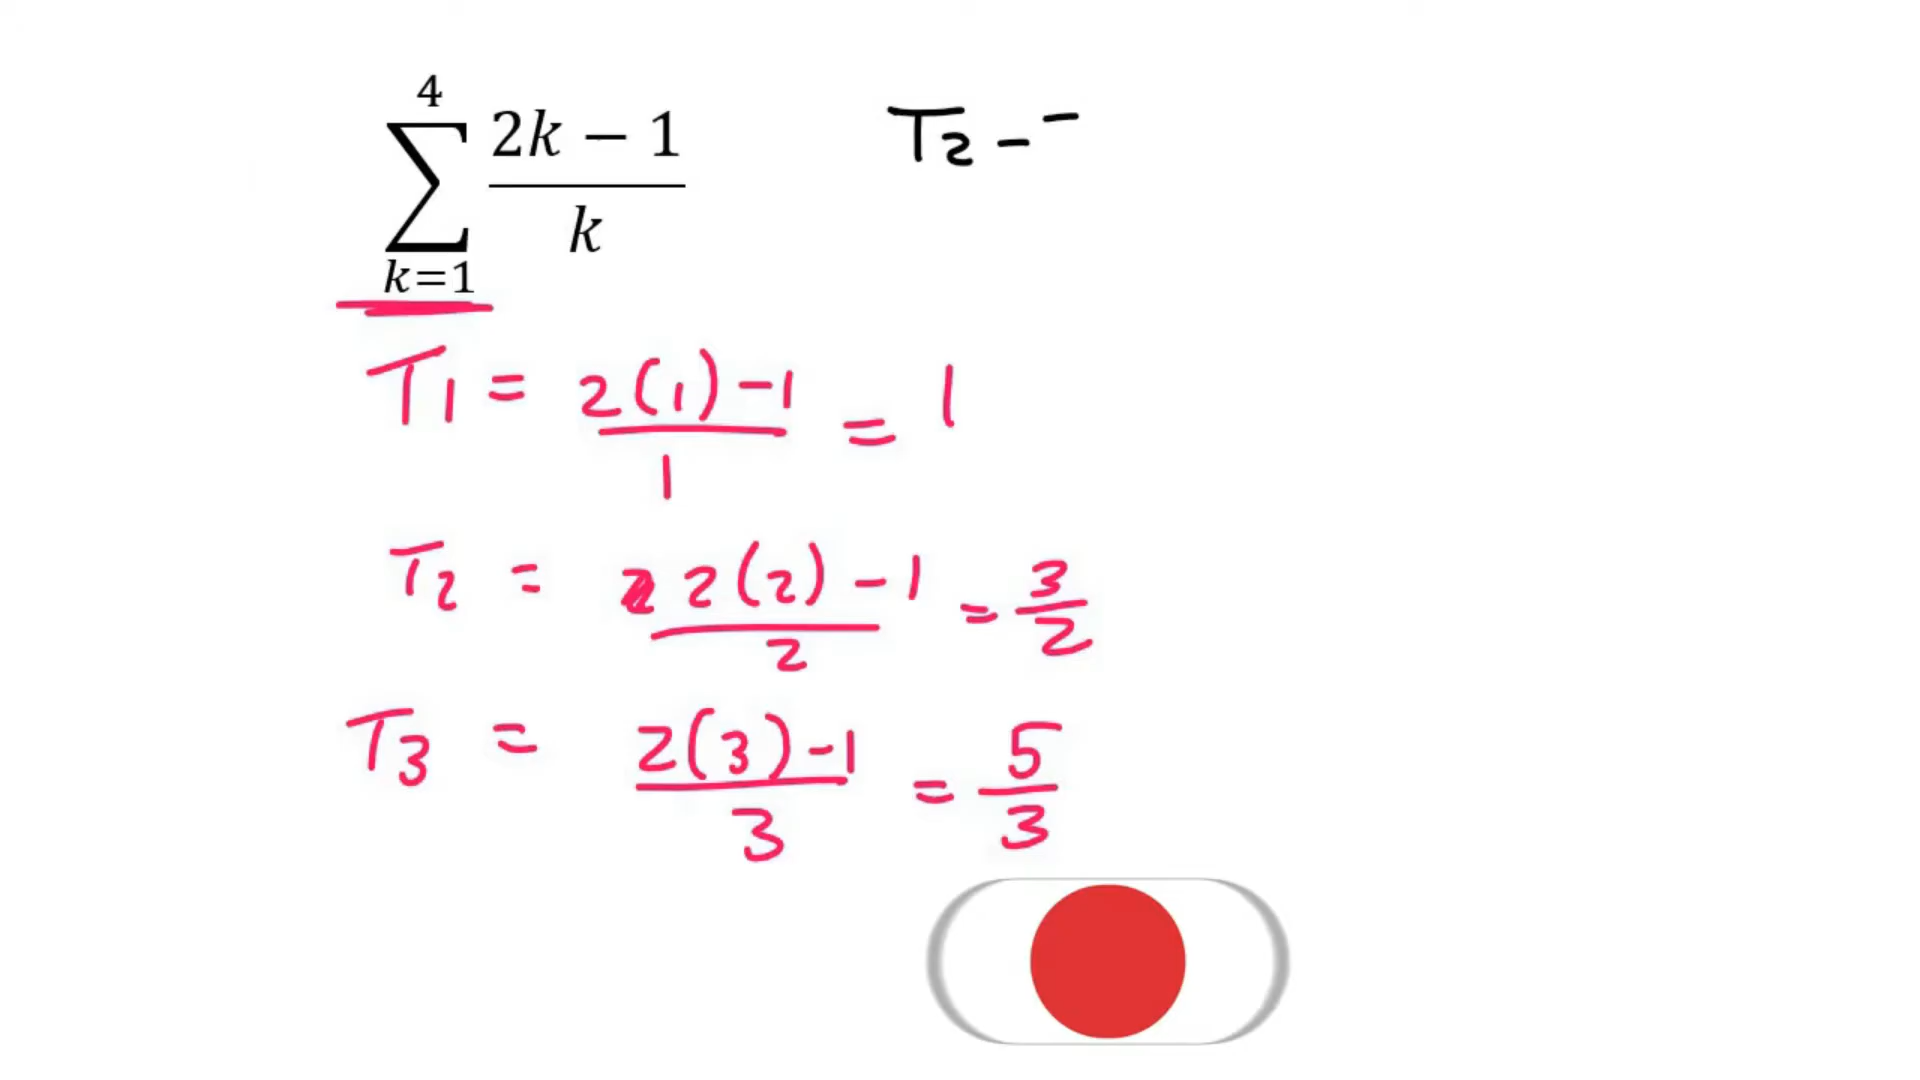 4
∑ (2k − 1)/k
k=1
T2 - -
T1 = (2(1) - 1)/1 = 1
T2 = (2(2) - 1)/2 = 3/2
T3 = (2(3) - 1)/3 = 5/3